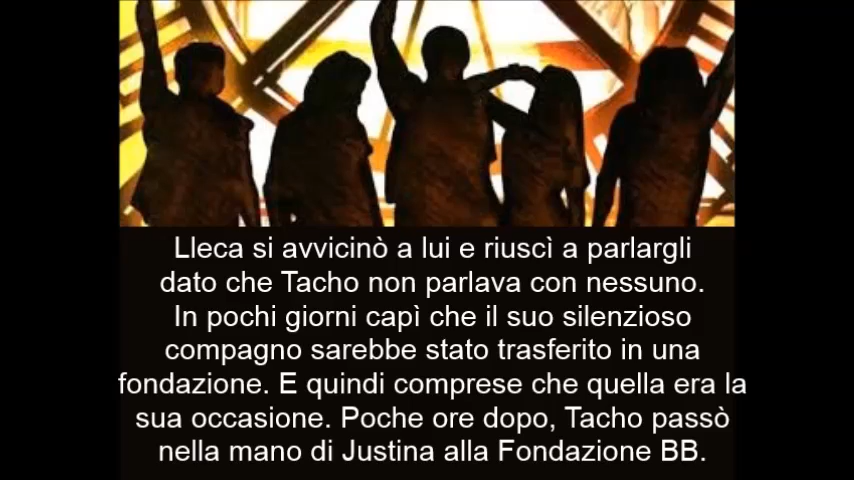 Lleca si avvicinò a lui e riuscì a parlargli
dato che Tacho non parlava con nessuno.
In pochi giorni capì che il suo silenzioso
compagno sarebbe stato trasferito in una
fondazione. E quindi comprese che quella era la
sua occasione. Poche ore dopo, Tacho passò
nella mano di Justina alla Fondazione BB.